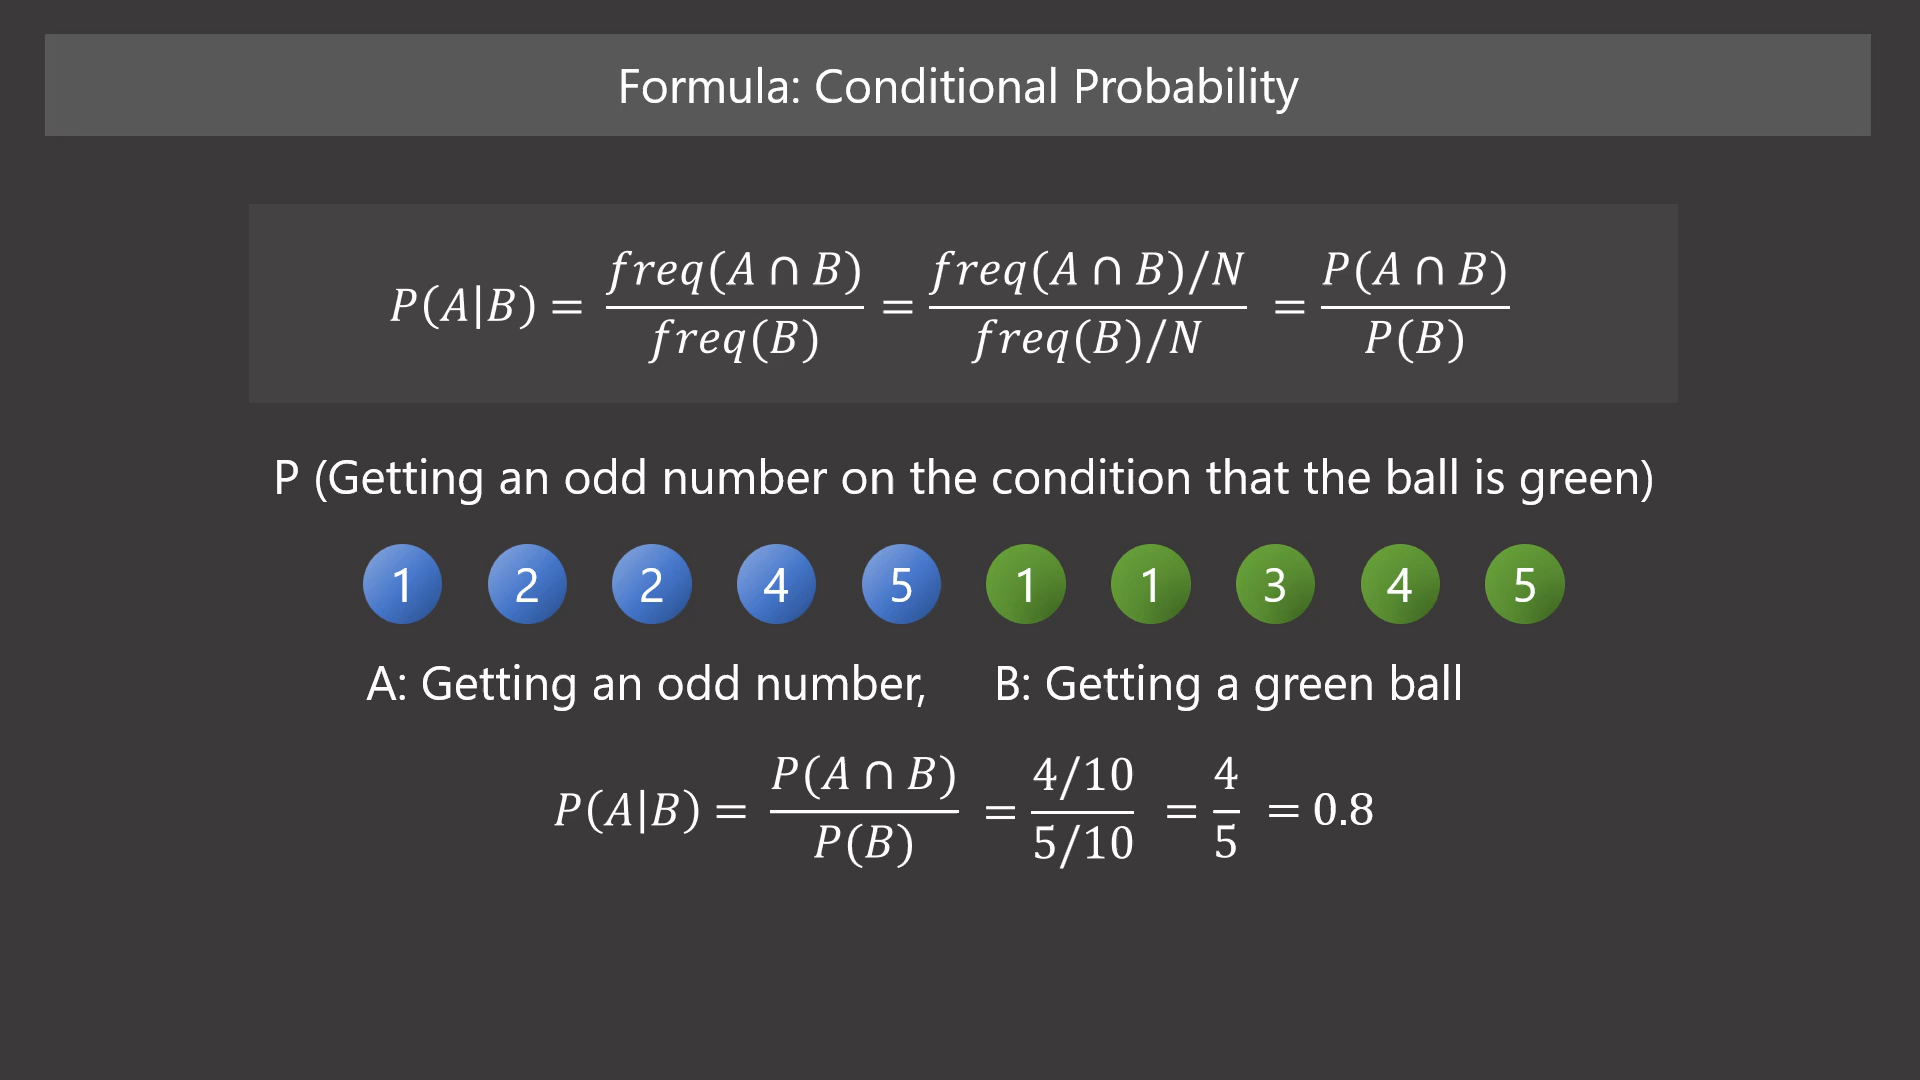 Formula: Conditional Probability
P(A|B) = freq(A ∩ B)/freq(B) = (freq(A ∩ B)/N)/(freq(B)/N) = P(A ∩ B)/P(B)
P (Getting an odd number on the condition that the ball is green)
1 2 2 4 5 1 1 3 4 5
A: Getting an odd number, B: Getting a green ball
P(A|B) = P(A ∩ B)/P(B) = (4/10)/(5/10) = 4/5 = 0.8